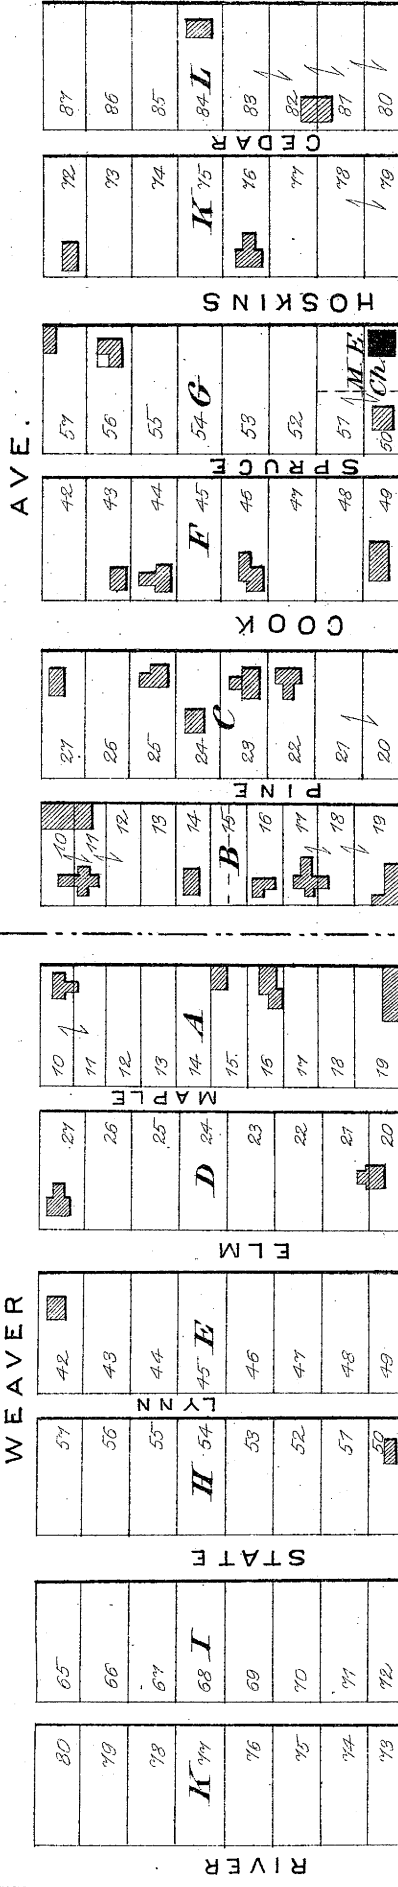 AVE.
WEAVER
87 86 85 84 L 83 82 81 80
CEDAR
72 73 74 K 75 76 77 78 79
HOSKINS
57 56 55 54 G 53 52 51 M E Ch. 50
SPRUCE
42 43 44 F 45 46 47 48 49
COOK
27 26 25 24 C 23 22 21 20
PINE
10 11 12 13 14 B 15 16 17 18 19
10 11 12 13 14 A 15 16 17 18 19
MAPLE
27 26 25 D 24 23 22 21 20
ELM
42 43 44 45 E 46 47 48 49
LYNN
57 56 55 H 54 53 52 51 50
STATE
65 66 67 68 I 69 70 71 72
80 79 78 K 77 76 75 74 73
RIVER